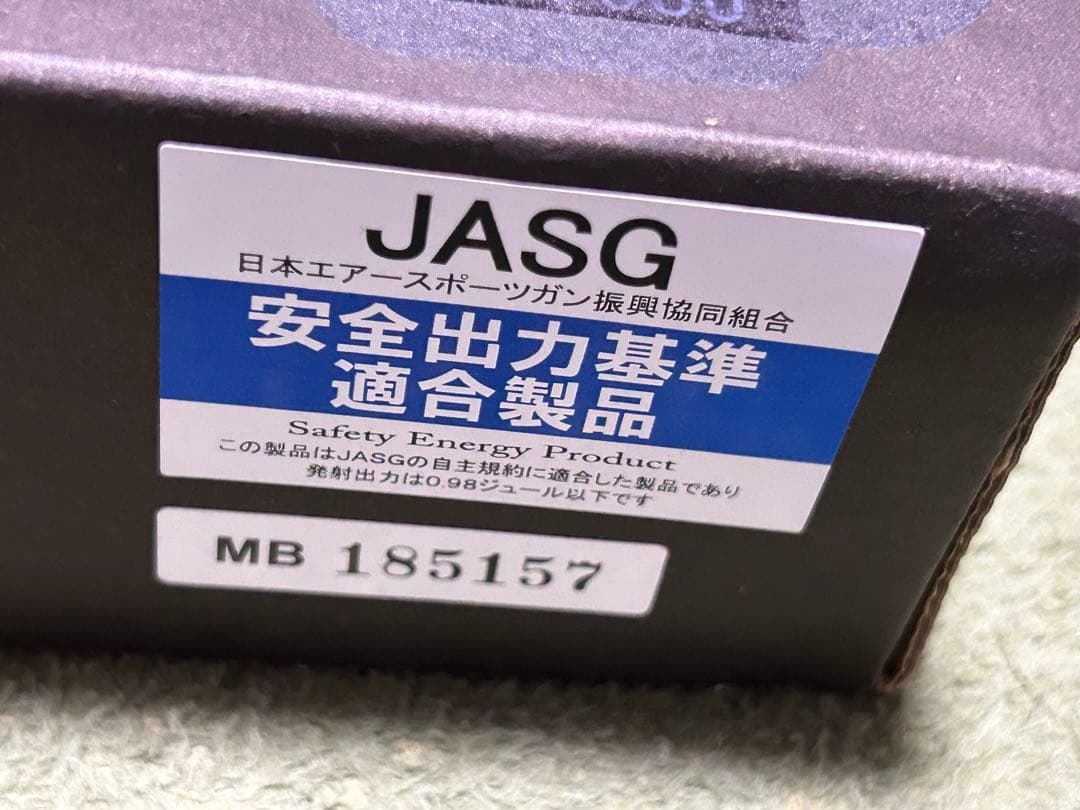 JASG
日本エアースポーツガン振興協同組合
安全出力基準
適合製品
Safety Energy Product
この製品はJASGの自主規約に適合した製品であり
発射出力は0.98ジュール以下です
MB 185157